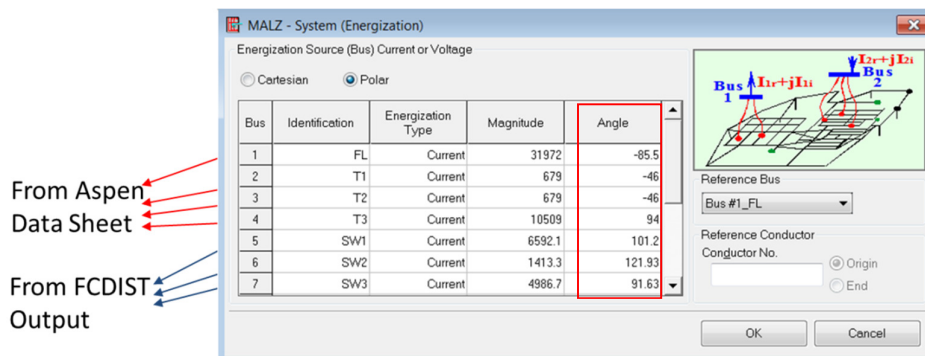 MALZ - System (Energization)
Energization Source (Bus) Current or Voltage
Cartesian
Polar
Bus Identification Energization Type Magnitude Angle
1 FL Current 31972 -85.5
2 T1 Current 679 -46
3 T2 Current 679 -46
4 T3 Current 10509 94
5 SW1 Current 6592.1 101.2
6 SW2 Current 1413.3 121.93
7 SW3 Current 4986.7 91.63
From Aspen
Data Sheet
From FCDIST
Output
Bus
1
I1r+jI1i
I2r+jI2i
Bus
2
Reference Bus
Bus #1_FL
Reference Conductor
Conductor No.
Origin
End
OK
Cancel